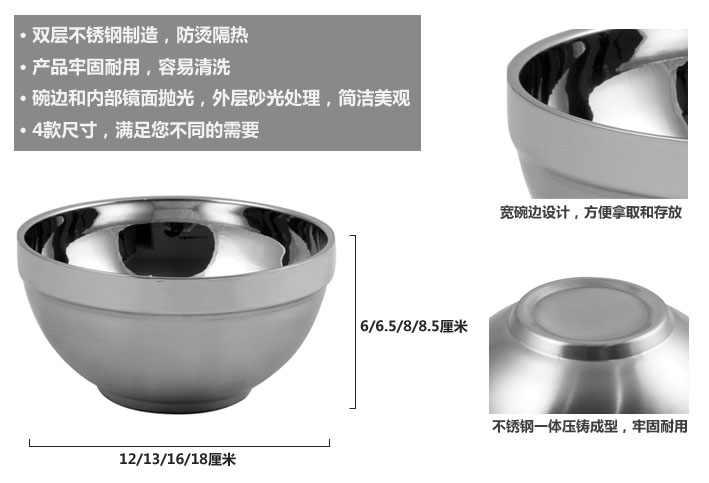 • 双层不锈钢制造，防烫隔热
• 产品牢固耐用，容易清洗
• 碗边和内部镜面抛光，外层砂光处理，简洁美观
• 4款尺寸，满足您不同的需要
宽碗边设计，方便拿取和存放
6/6.5/8/8.5厘米
不锈钢一体压铸成型，牢固耐用
12/13/16/18厘米